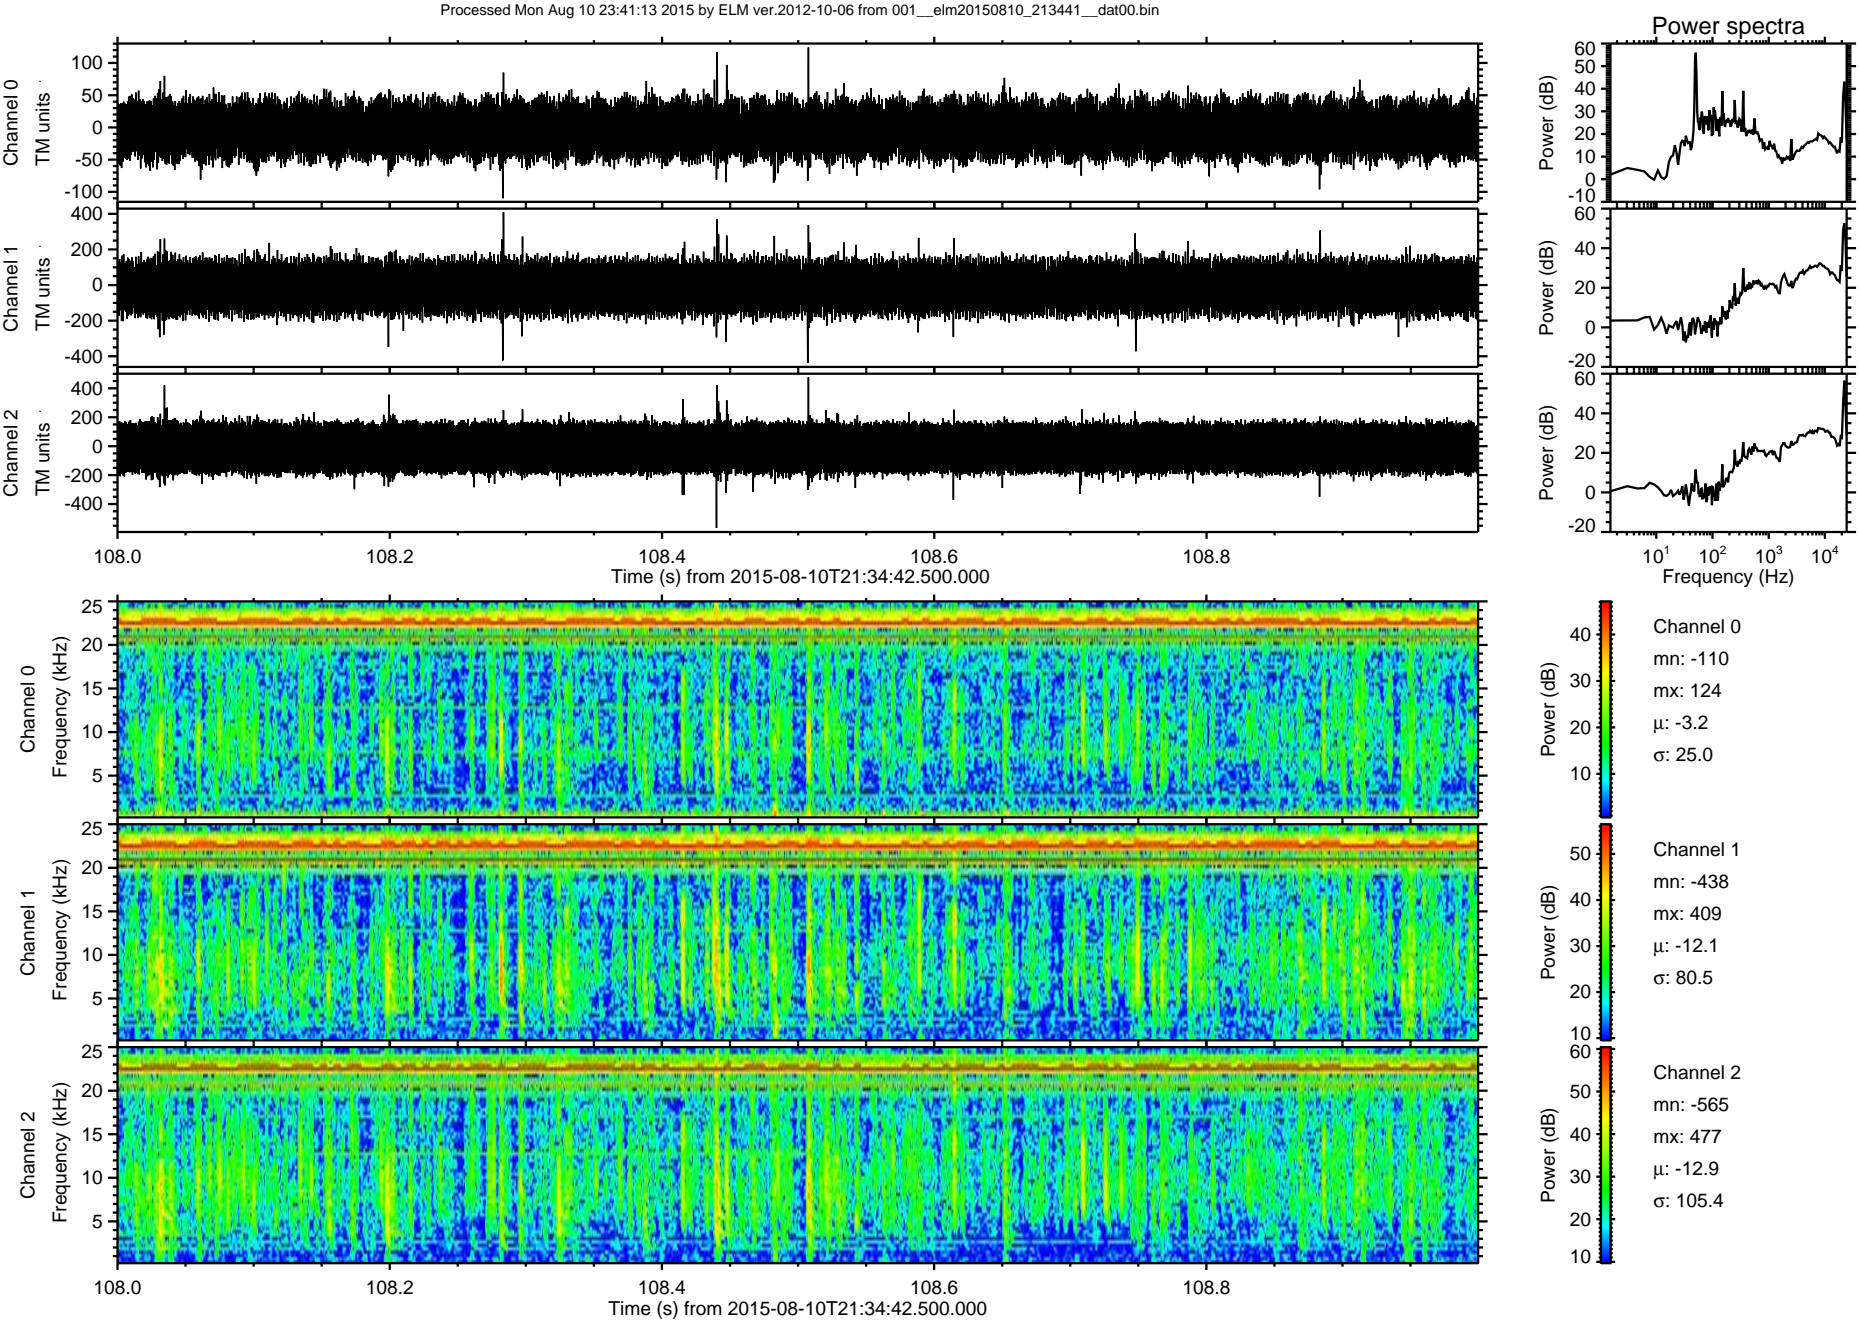 Processed Mon Aug 10 23:41:13 2015 by ELM ver.2012-10-06 from 001__elm20150810_213441__dat00.bin
Power spectra
Channel 0
TM units
100
50
0
-50
-100
Power (dB)
60
50
40
30
20
10
0
-10
Channel 1
TM units
400
200
0
-200
-400
Power (dB)
60
40
20
0
-20
Channel 2
TM units
400
200
0
-200
-400
Power (dB)
60
40
20
0
-20
108.0 108.2 108.4 108.6 108.8
Time (s) from 2015-08-10T21:34:42.500.000
10¹ 10² 10³ 10⁴
Frequency (Hz)
Channel 0
Frequency (kHz)
25
20
15
10
5
Power (dB)
40
30
20
10
Channel 0
mn: -110
mx: 124
μ: -3.2
σ: 25.0
Channel 1
Frequency (kHz)
25
20
15
10
5
Power (dB)
50
40
30
20
10
Channel 1
mn: -438
mx: 409
μ: -12.1
σ: 80.5
Channel 2
Frequency (kHz)
25
20
15
10
5
Power (dB)
60
50
40
30
20
10
Channel 2
mn: -565
mx: 477
μ: -12.9
σ: 105.4
108.0 108.2 108.4 108.6 108.8
Time (s) from 2015-08-10T21:34:42.500.000